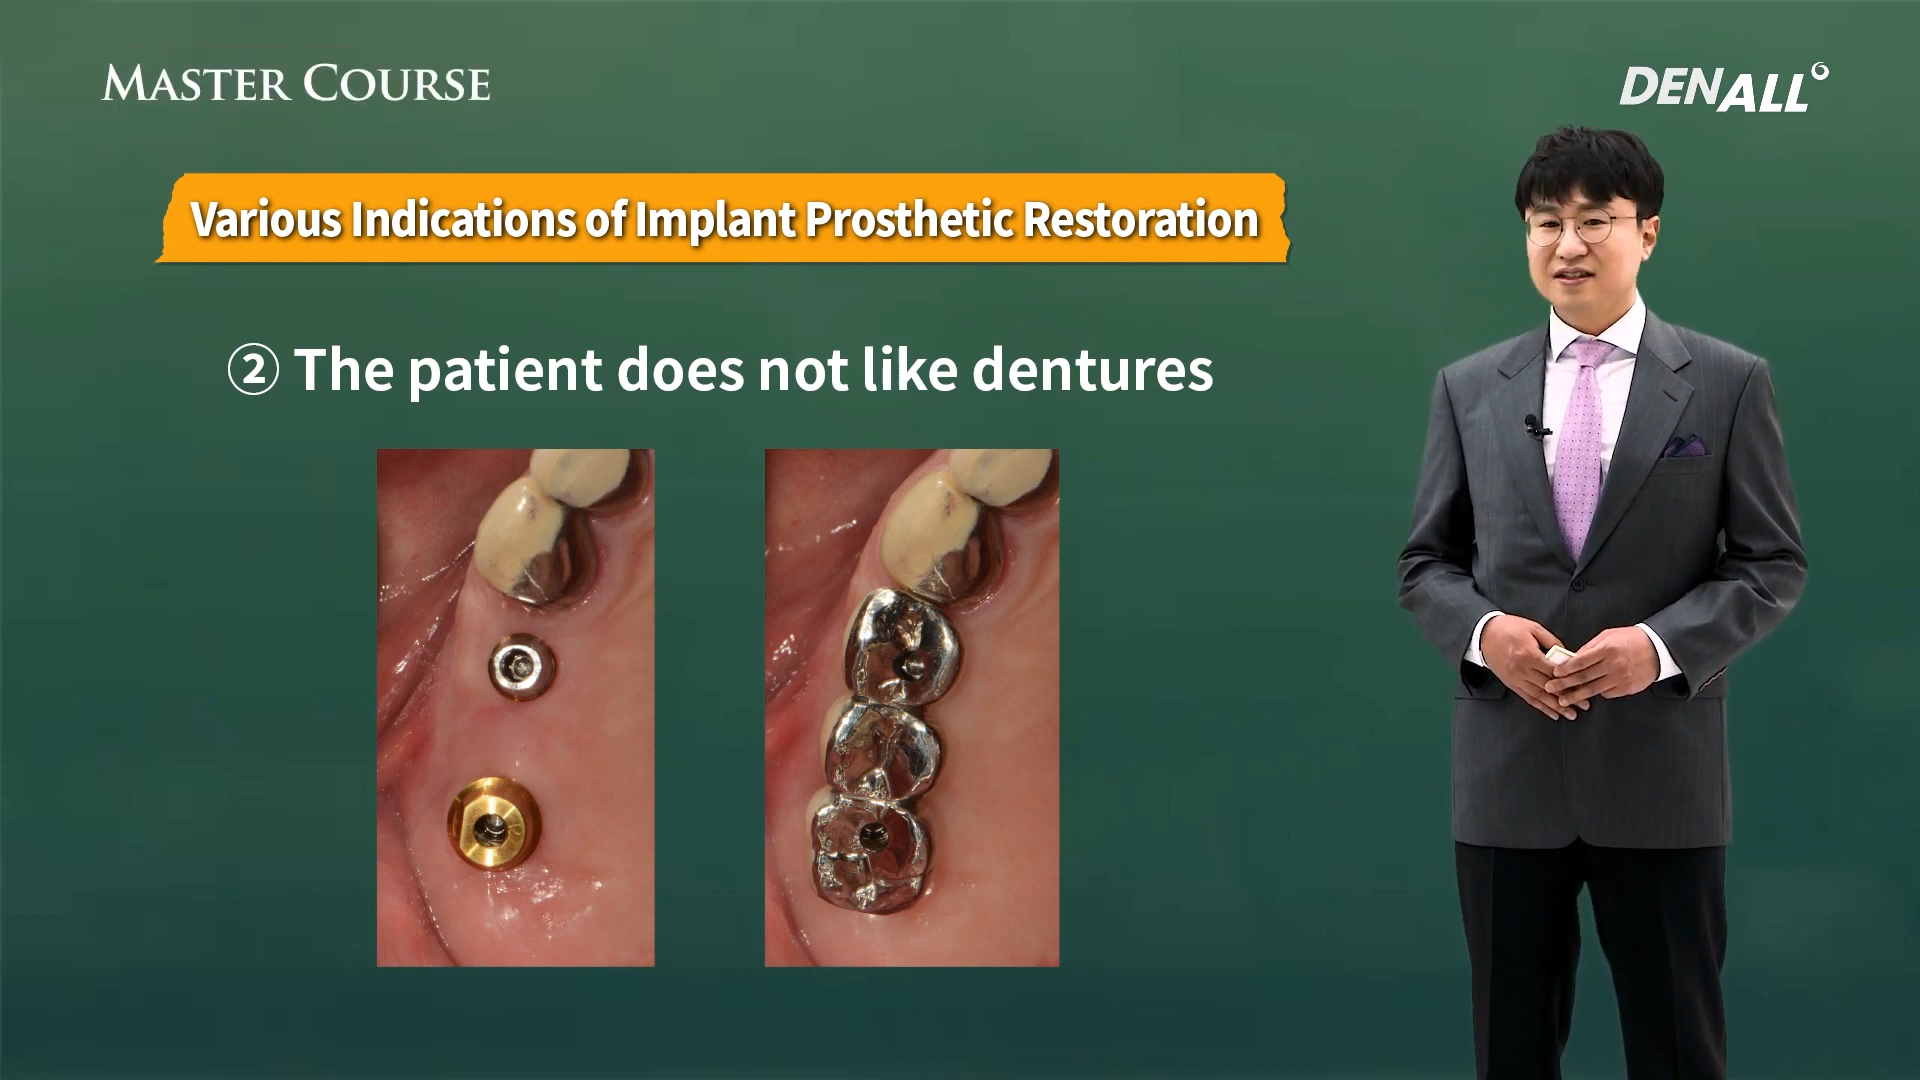 MASTER COURSE
DENALL
Various Indications of Implant Prosthetic Restoration
② The patient does not like dentures